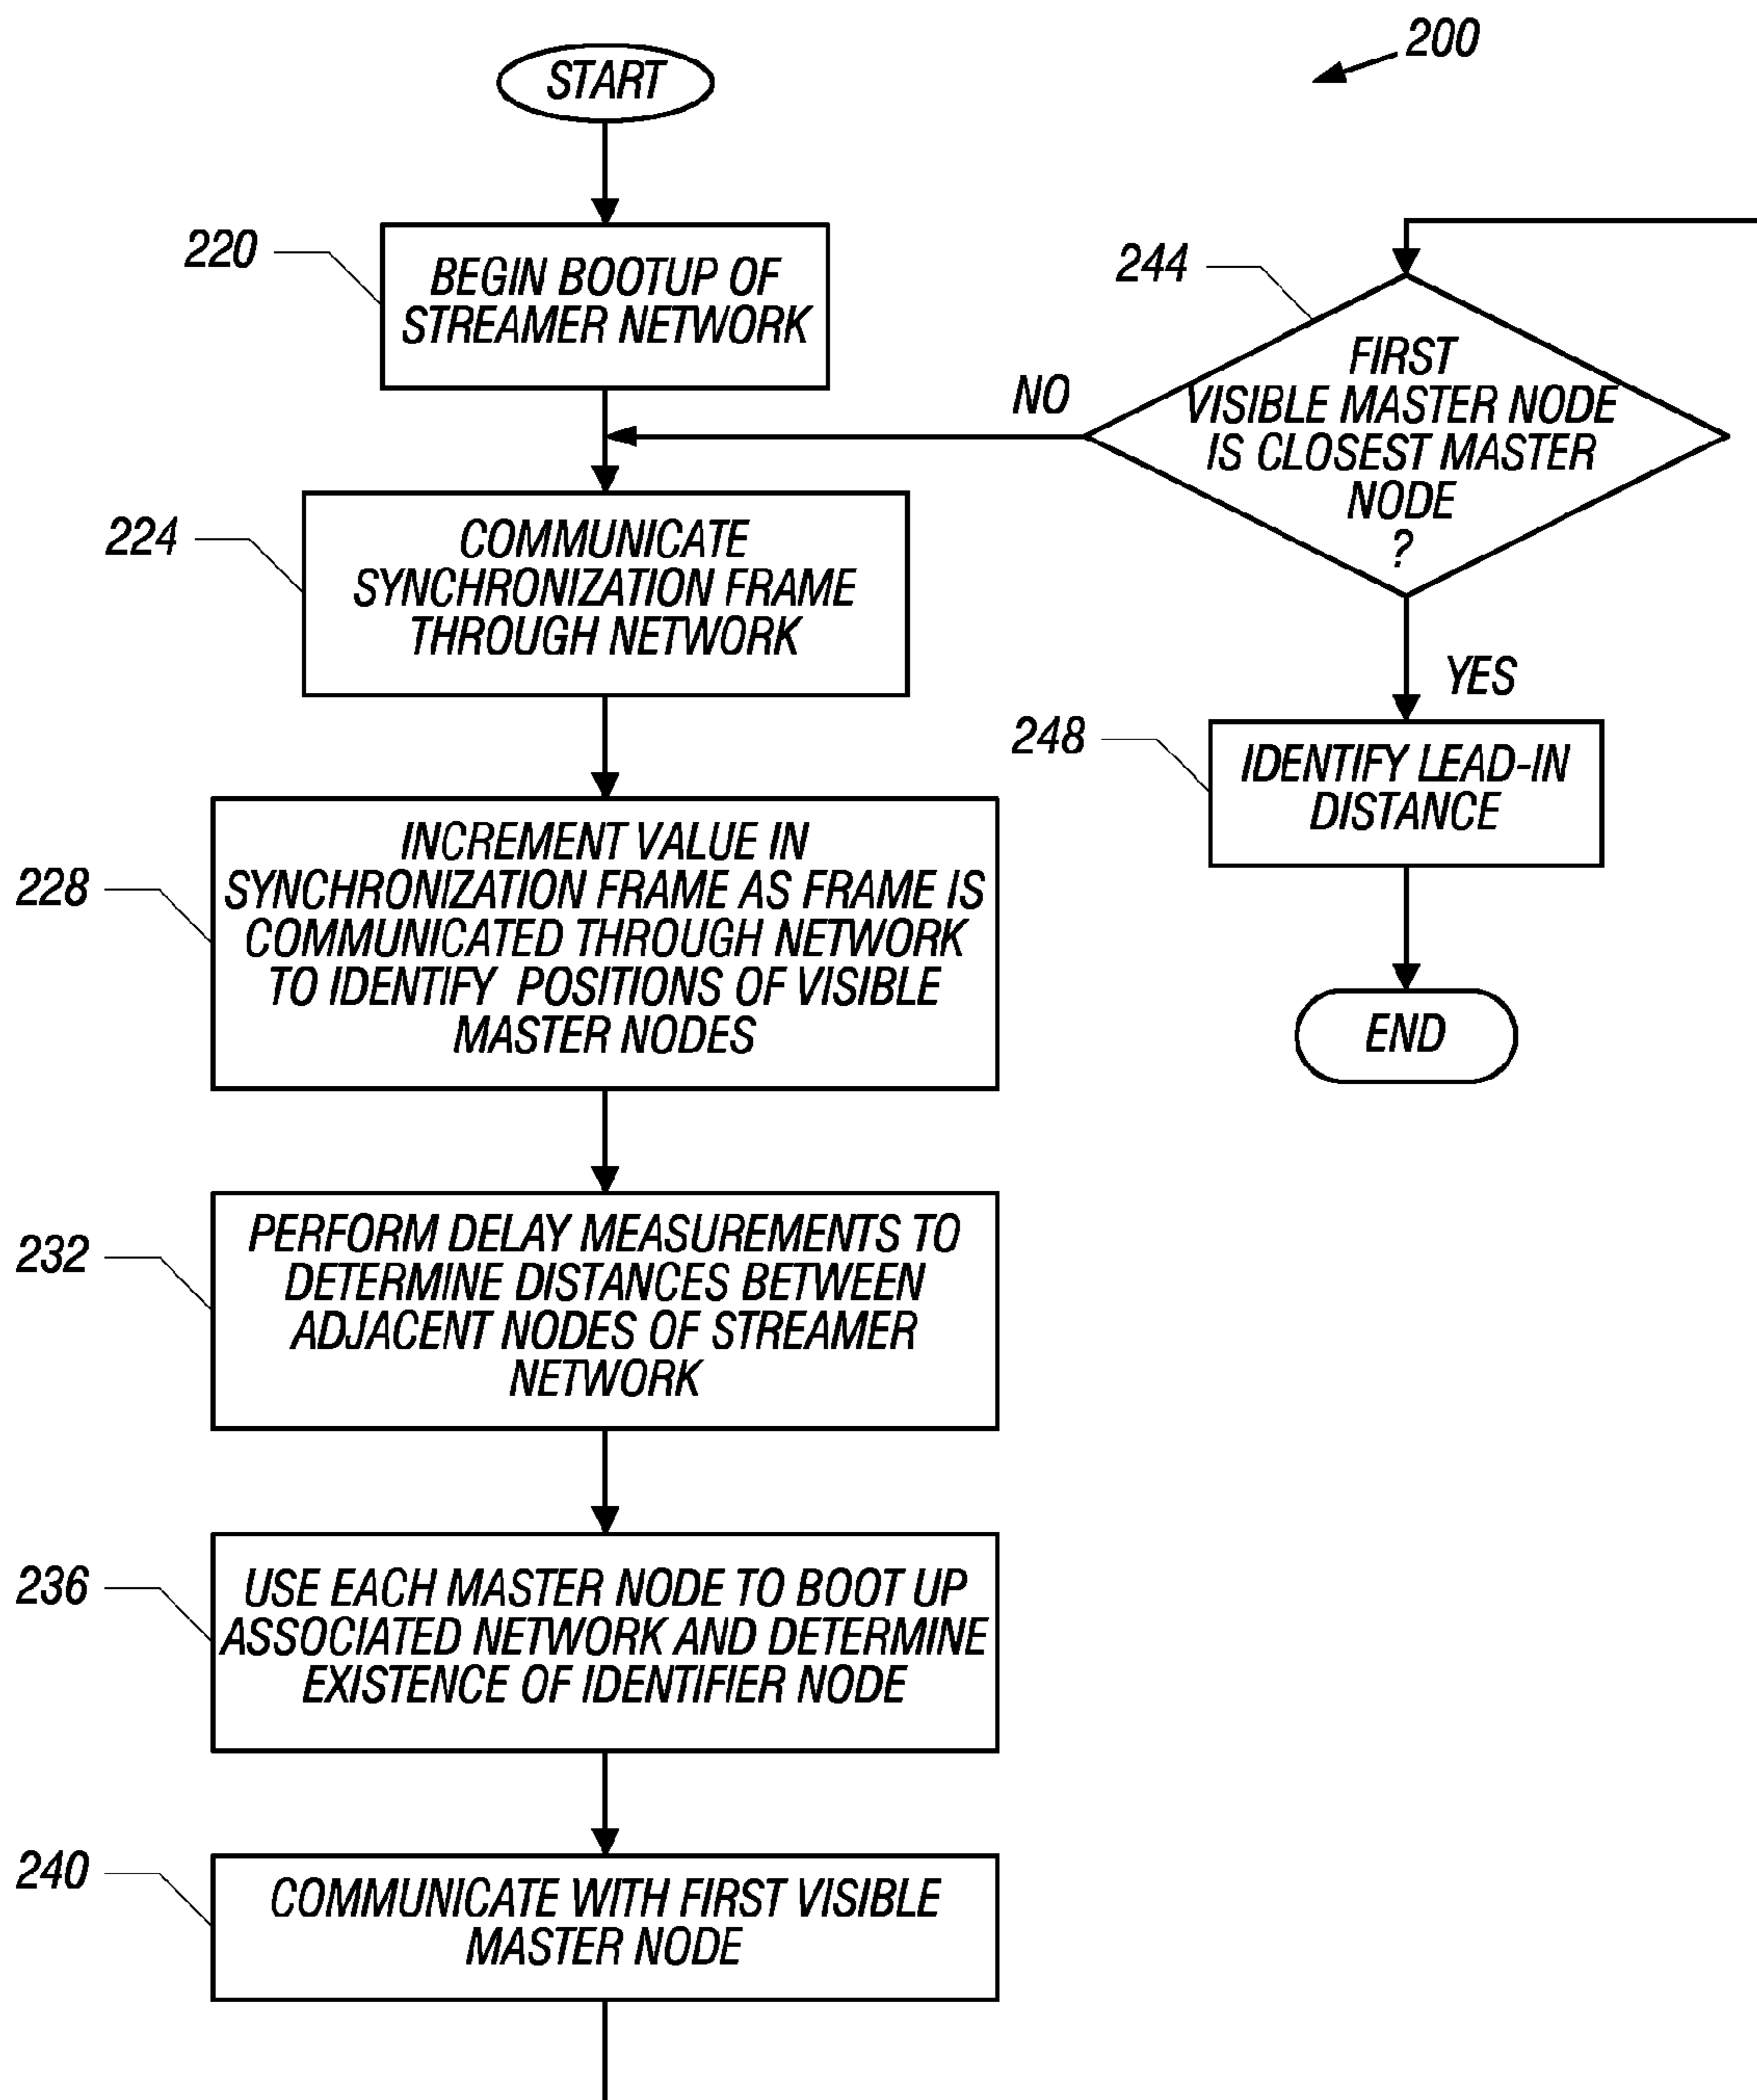 200
START
220
BEGIN BOOTUP OF
STREAMER NETWORK
224
COMMUNICATE
SYNCHRONIZATION FRAME
THROUGH NETWORK
228
INCREMENT VALUE IN
SYNCHRONIZATION FRAME AS FRAME IS
COMMUNICATED THROUGH NETWORK
TO IDENTIFY POSITIONS OF VISIBLE
MASTER NODES
232
PERFORM DELAY MEASUREMENTS TO
DETERMINE DISTANCES BETWEEN
ADJACENT NODES OF STREAMER
NETWORK
236
USE EACH MASTER NODE TO BOOT UP
ASSOCIATED NETWORK AND DETERMINE
EXISTENCE OF IDENTIFIER NODE
240
COMMUNICATE WITH FIRST VISIBLE
MASTER NODE
244
FIRST
VISIBLE MASTER NODE
IS CLOSEST MASTER
NODE
?
NO
YES
248
IDENTIFY LEAD-IN
DISTANCE
END